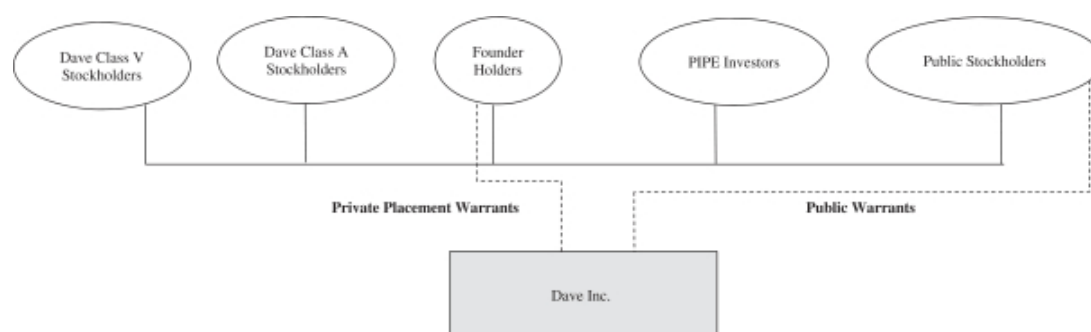 Dave Class V
Stockholders
Dave Class A
Stockholders
Founder
Holders
PIPE Investors
Public Stockholders
Private Placement Warrants
Public Warrants
Dave Inc.